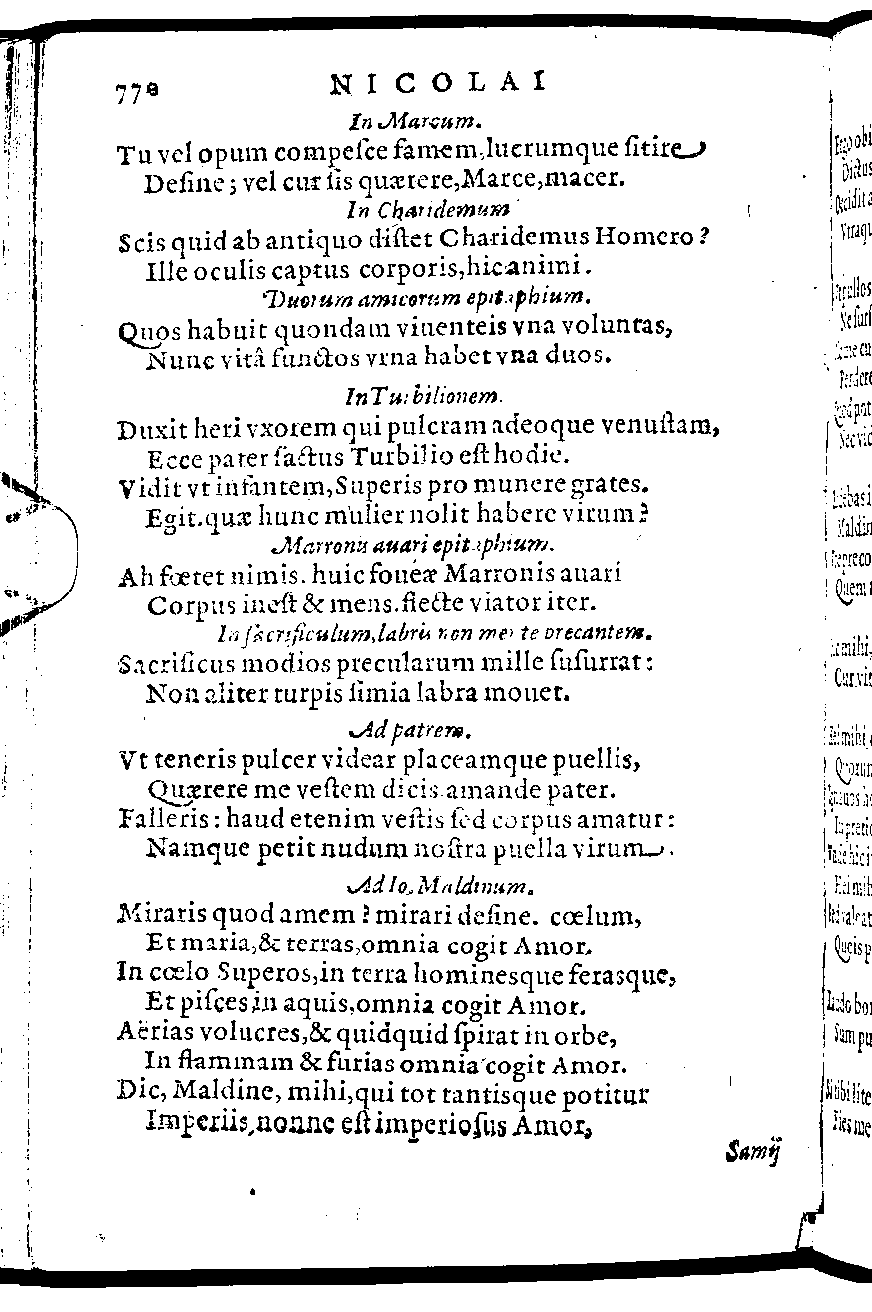 770 NICOLAI
In Marcum.
Tu vel opum compeſce famem, lucrumque ſitire
Deſine; vel cur ſis quærere, Marce, macer.
In Charidemum
Scis quid ab antiquo diſtet Charidemus Homero?
Ille oculis captus corporis, hic animi.
Duorum amicorum epitaphium.
Quos habuit quondam viuenteis vna voluntas,
Nunc vitâ functos vrna habet vna duos.
In Turbilionem.
Duxit heri vxorem qui pulcram adeoque venuſtam,
Ecce pater factus Turbilio eſt hodie.
Vidit vt infantem, Superis pro munere grates.
Egit. quæ hunc mulier nolit habere virum?
Marronis auari epitaphium.
Ah fœtet nimis. huic foueæ Marronis auari
Corpus ineſt & mens. flecte viator iter.
In ſacrificulum, labris non mente precantem.
Sacrificus modios precularum mille ſuſurrat:
Non aliter turpis ſimia labra mouet.
Ad patrem.
Vt teneris pulcer videar placeamque puellis,
Quærere me veſtem dicis amande pater.
Falleris: haud etenim veſtis ſed corpus amatur:
Namque petit nudum noſtra puella virum.
Ad Io. Maldinum.
Miraris quod amem? mirari deſine. cœlum,
Et maria, & terras, omnia cogit Amor.
In cœlo Superos, in terra hominesque ferasque,
Et piſces in aquis, omnia cogit Amor.
Aërias volucres, & quidquid ſpirat in orbe,
In flammam & furias omnia cogit Amor.
Dic, Maldine, mihi, qui tot tantisque potitur
Imperiis, nonne eſt imperioſus Amor,
Samij